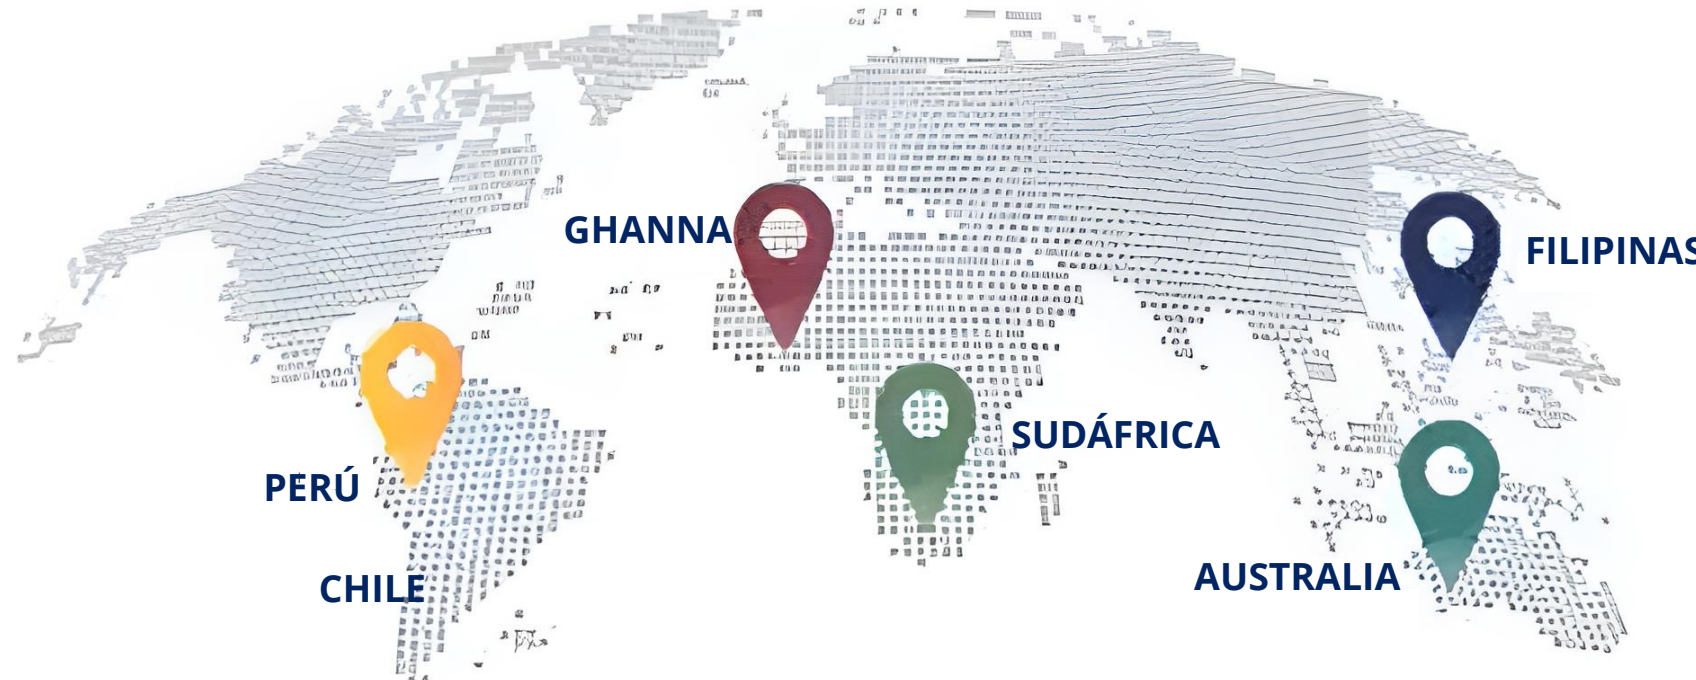 GHANNA
FILIPINAS
SUDÁFRICA
PERÚ
AUSTRALIA
CHILE